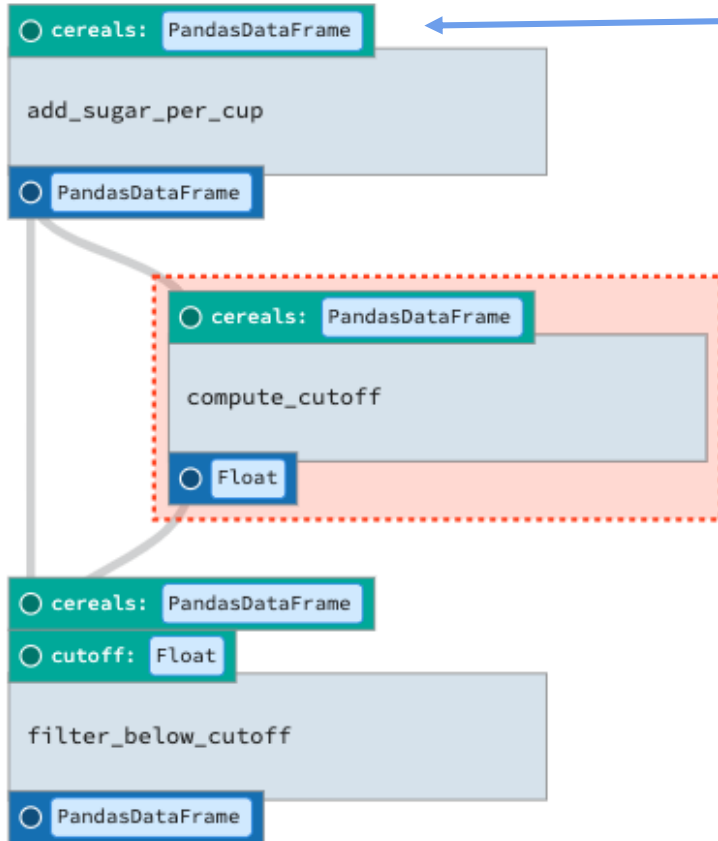 cereals: PandasDataFrame
add_sugar_per_cup
PandasDataFrame
cereals: PandasDataFrame
compute_cutoff
Float
cereals: PandasDataFrame
cutoff: Float
filter_below_cutoff
PandasDataFrame